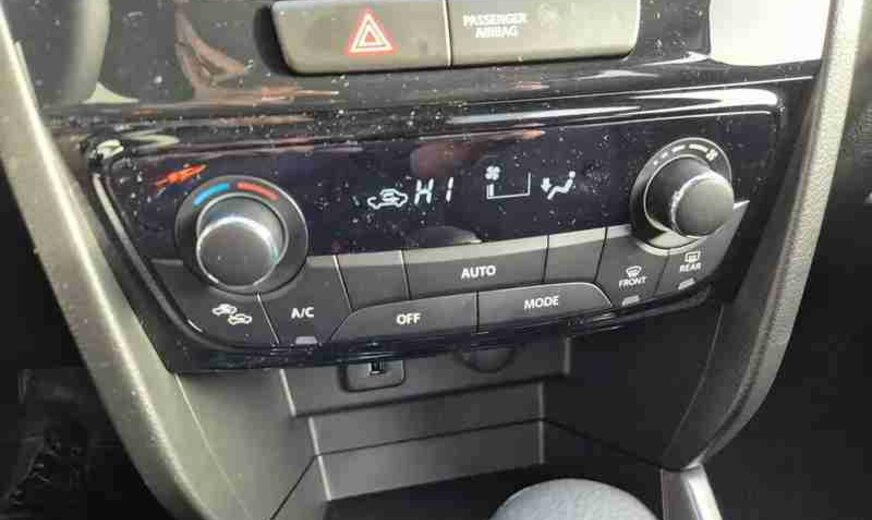 PASSENGER
AIRBAG
HI
AUTO
A/C
OFF
MODE
FRONT
REAR